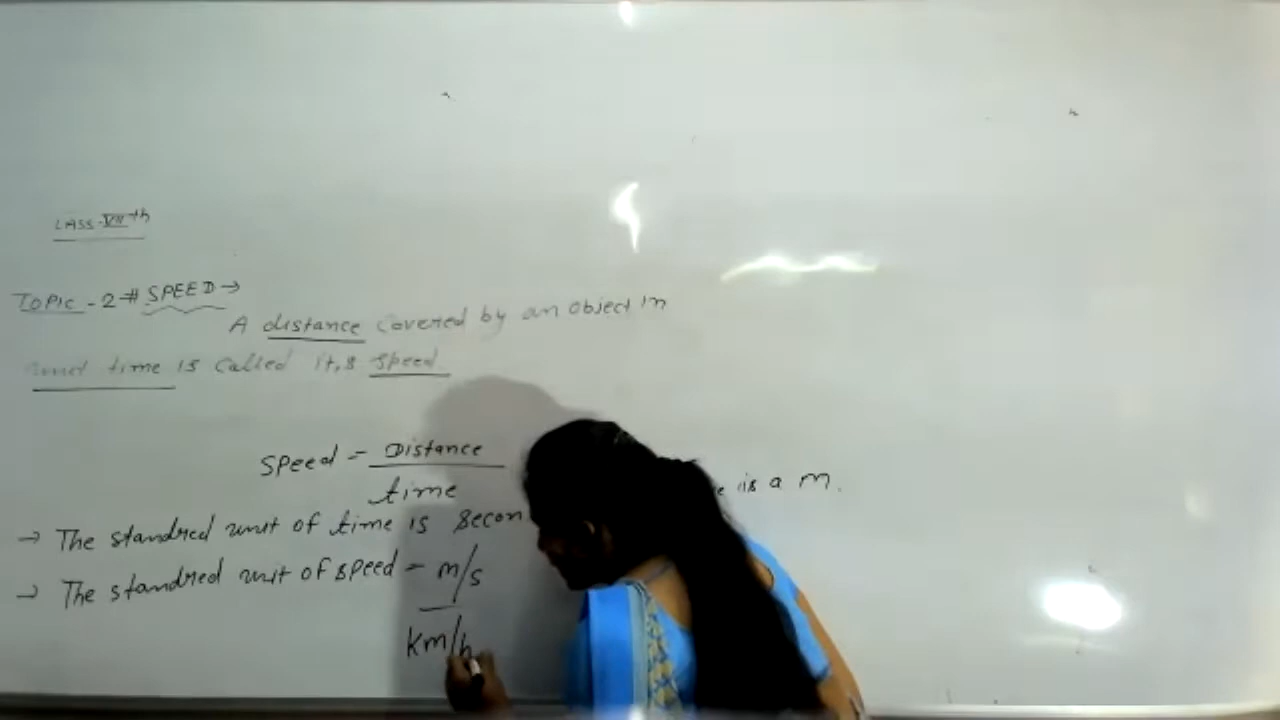 LASS-VIIth
TOPIC-2 # SPEED →
A distance Covered by an object in
time is called it,s speed
Speed = Distance
time
is a m.
→ The standred unit of time is Secon
→ The standred unit of speed = m/s
km/h